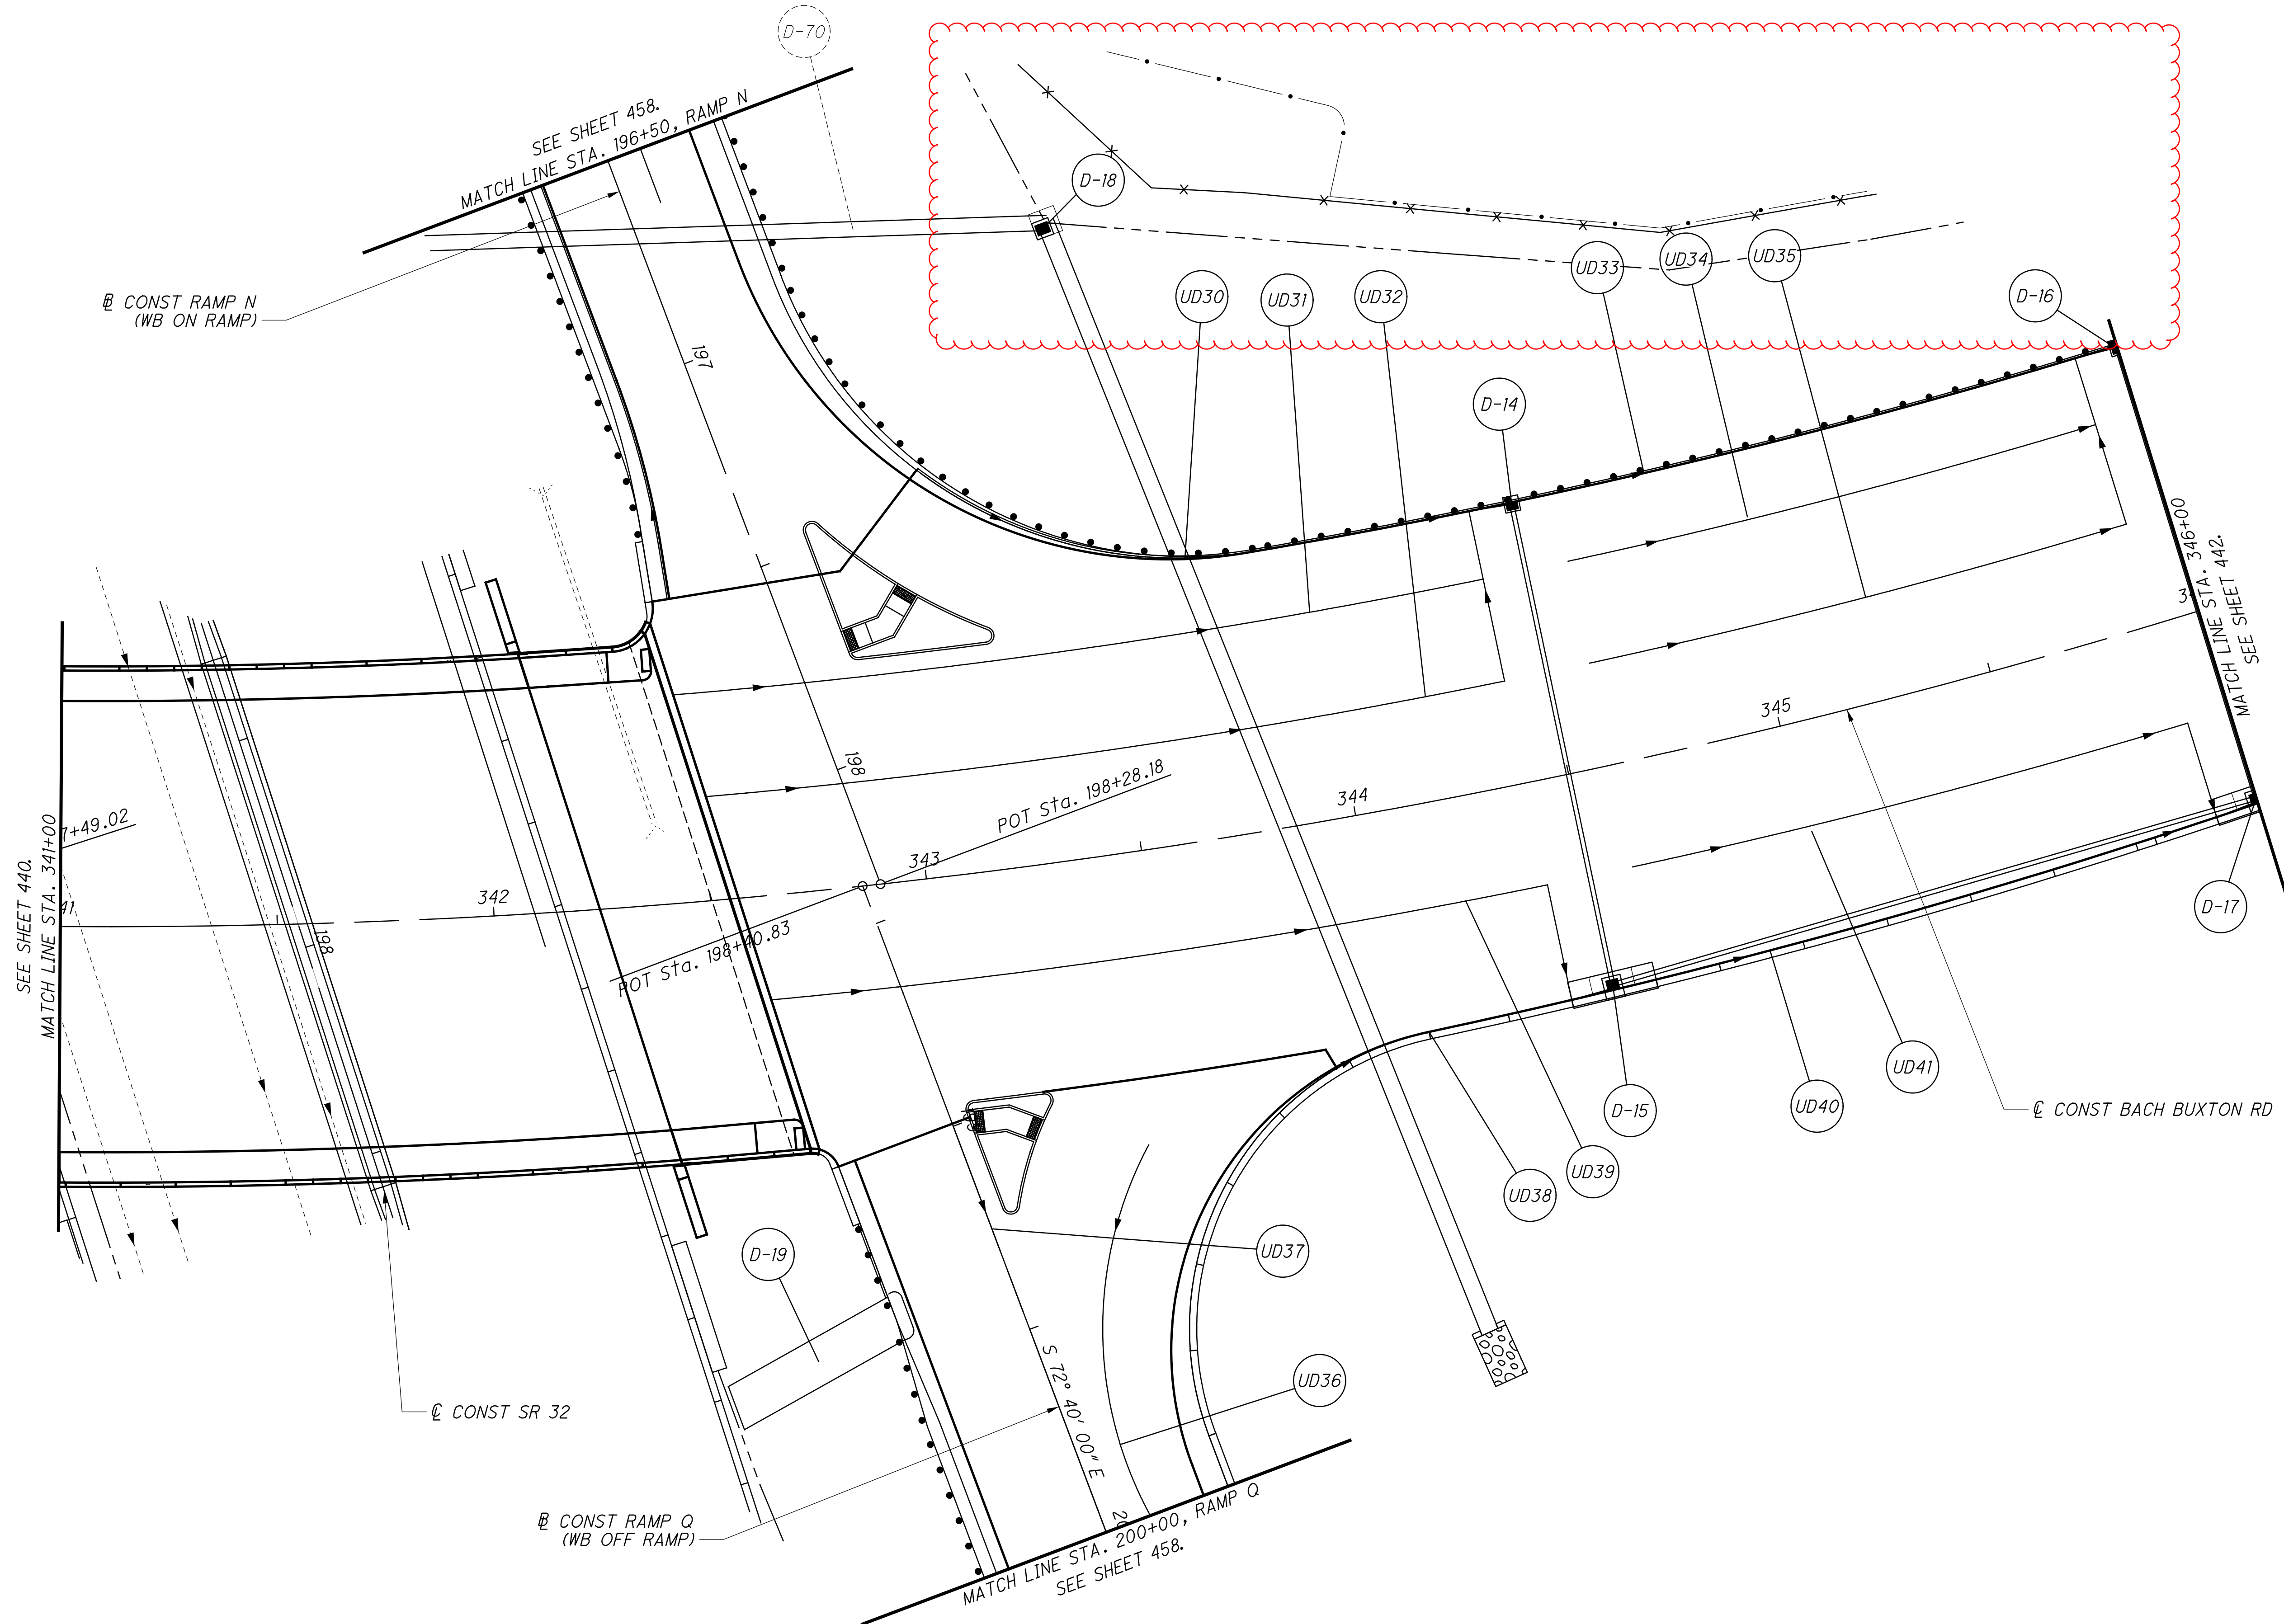 D-70
SEE SHEET 458.
MATCH LINE STA. 196+50, RAMP N
D-18
UD30
UD31
UD32
UD33
UD34
UD35
D-16
℄ CONST RAMP N
(WB ON RAMP)
197
D-14
346+00
MATCH LINE STA.
SEE SHEET 442.
198
POT Sta. 198+28.18
345
344
343
342
7+49.02
SEE SHEET 440.
MATCH LINE STA. 341+00
41
198
POT Sta. 198+40.83
D-17
D-15
UD41
UD40
℄ CONST BACH BUXTON RD
UD39
UD38
UD37
D-19
UD36
S 72° 40' 00" E
℄ CONST SR 32
℄ CONST RAMP Q
(WB OFF RAMP)
20
MATCH LINE STA. 200+00, RAMP Q
SEE SHEET 458.